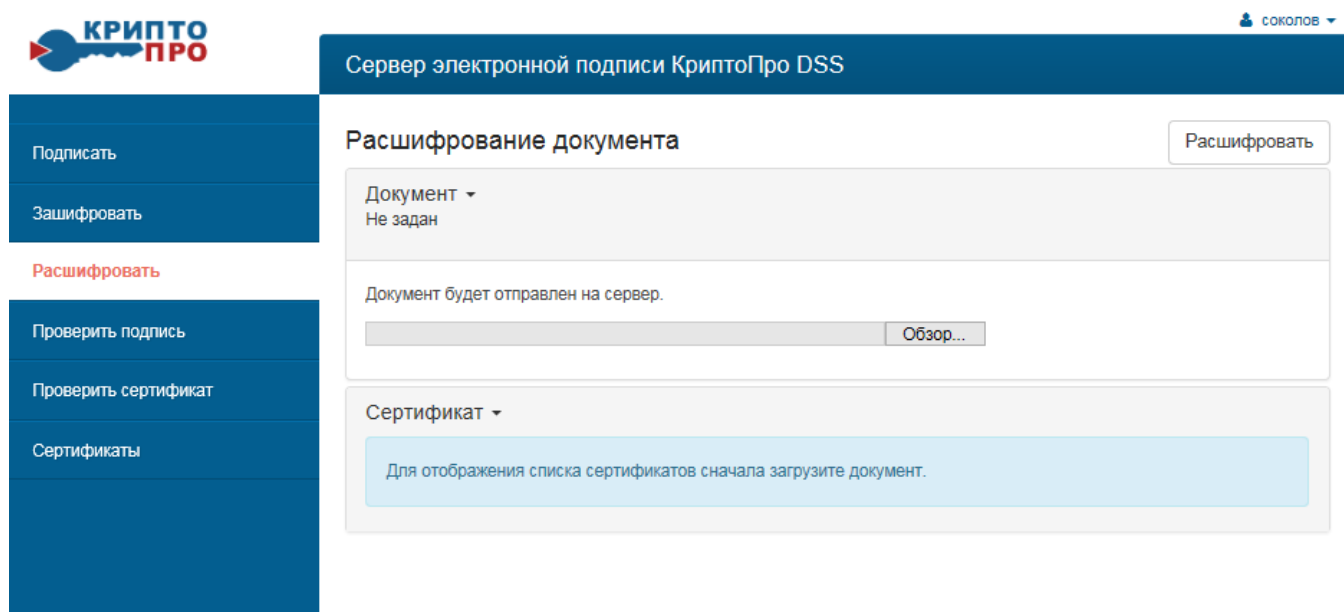 КРИПТО
ПРО
соколов
Сервер электронной подписи КриптоПро DSS
Подписать
Зашифровать
Расшифровать
Проверить подпись
Проверить сертификат
Сертификаты
Расшифрование документа
Расшифровать
Документ
Не задан
Документ будет отправлен на сервер.
Обзор...
Сертификат
Для отображения списка сертификатов сначала загрузите документ.